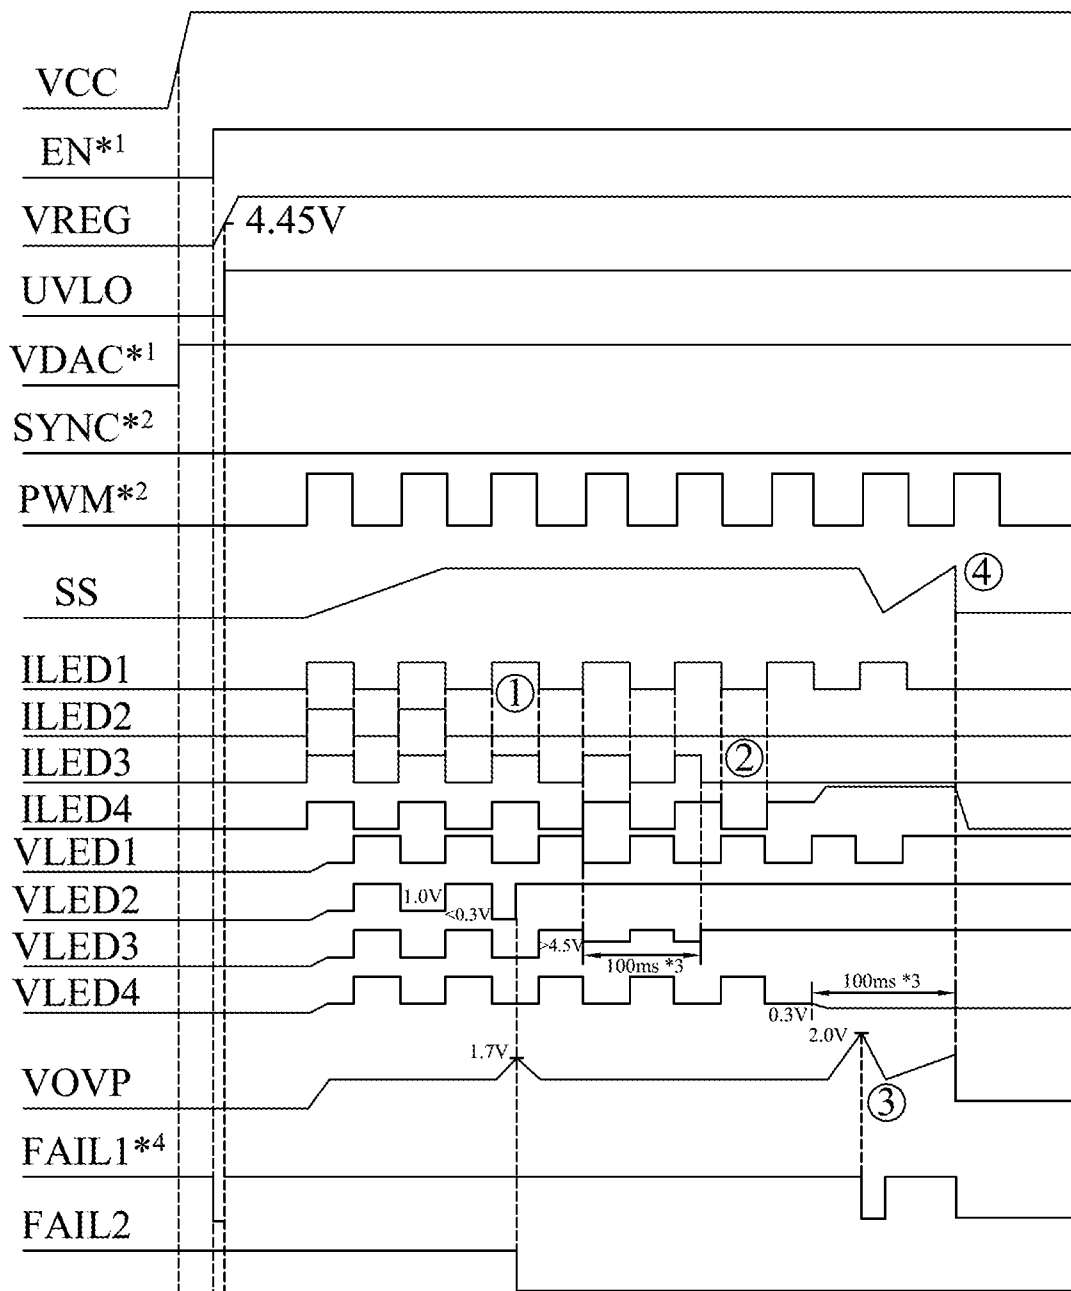 VCC
EN*1
VREG
4.45V
UVLO
VDAC*1
SYNC*2
PWM*2
SS
④
ILED1
①
ILED2
ILED3
②
ILED4
VLED1
VLED2
1.0V
<0.3V
VLED3
>4.5V
100ms *3
VLED4
100ms *3
0.3V
2.0V
1.7V
VOVP
③
FAIL1*4
FAIL2